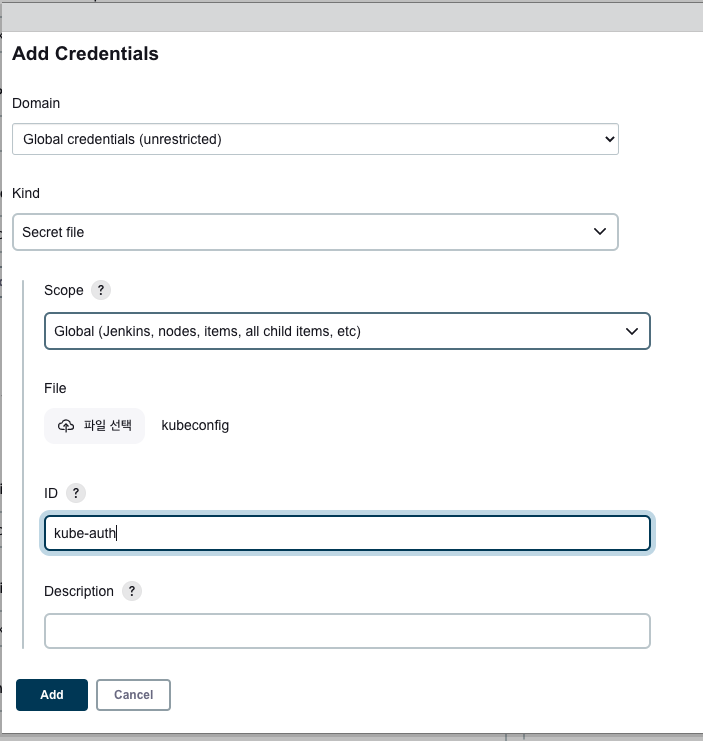 Add Credentials
Domain
Global credentials (unrestricted)
Kind
Secret file
Scope ?
Global (Jenkins, nodes, items, all child items, etc)
File
파일 선택 kubeconfig
ID ?
kube-auth
Description ?
Add Cancel